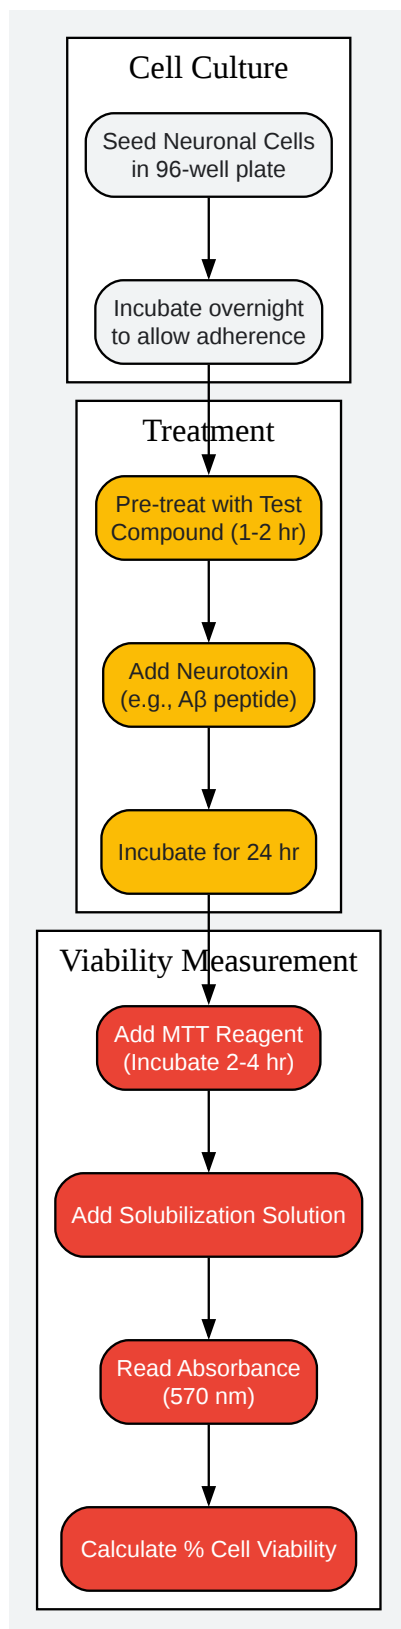 Cell Culture
Seed Neuronal Cells
in 96-well plate
Incubate overnight
to allow adherence
Treatment
Pre-treat with Test
Compound (1-2 hr)
Add Neurotoxin
(e.g., Aβ peptide)
Incubate for 24 hr
Viability Measurement
Add MTT Reagent
(Incubate 2-4 hr)
Add Solubilization Solution
Read Absorbance
(570 nm)
Calculate % Cell Viability